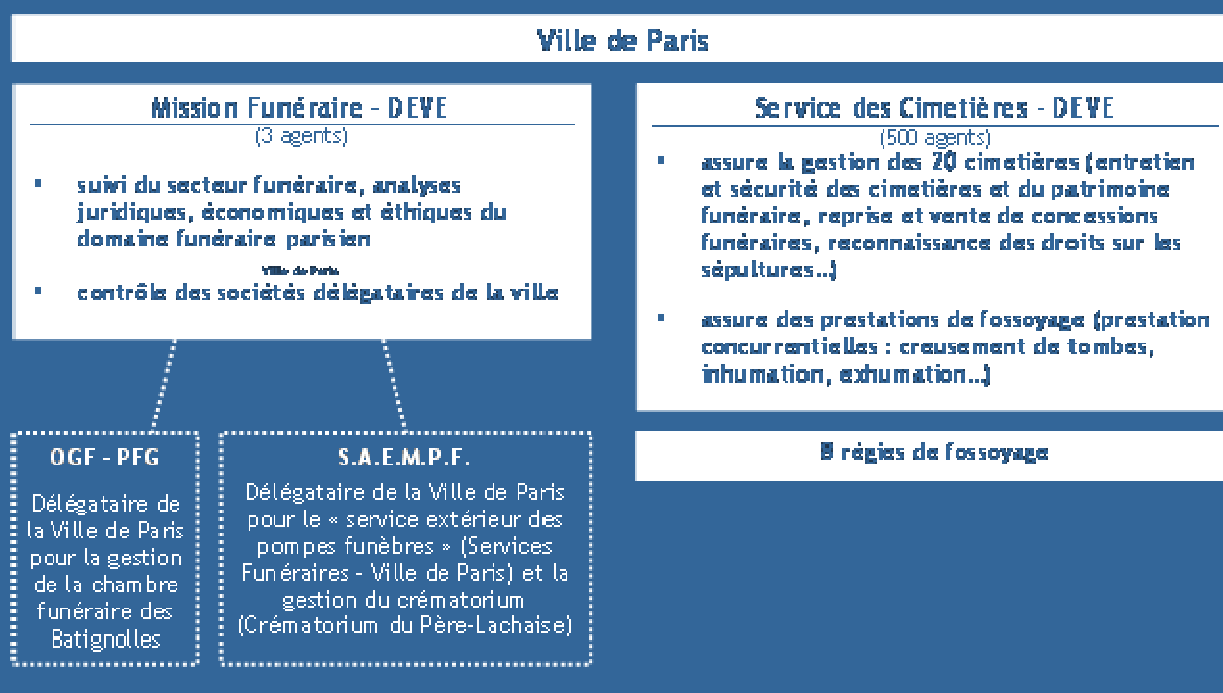 Ville de Paris
Mission Funéraire - DEVE
(3 agents)
▪ suivi du secteur funéraire, analyses
juridiques, économiques et éthiques du
domaine funéraire parisien
Ville de Paris
▪ contrôle des sociétés délégataires de la ville
Service des Cimetières - DEVE
(500 agents)
▪ assure la gestion des 20 cimetières (entretien
et sécurité des cimetières et du patrimoine
funéraire, reprise et vente de concessions
funéraires, reconnaissance des droits sur les
sépultures…)
▪ assure des prestations de fossoyage (prestation
concurrentielles : creusement de tombes,
inhumation, exhumation…)
OGF - PFG
Délégataire de
la Ville de Paris
pour la gestion
de la chambre
funéraire des
Batignolles
S.A.E.M.P.F.
Délégataire de la Ville de Paris
pour le « service extérieur des
pompes funèbres » (Services
Funéraires - Ville de Paris) et la
gestion du crématorium
(Crématorium du Père-Lachaise)
régies de fossoyage